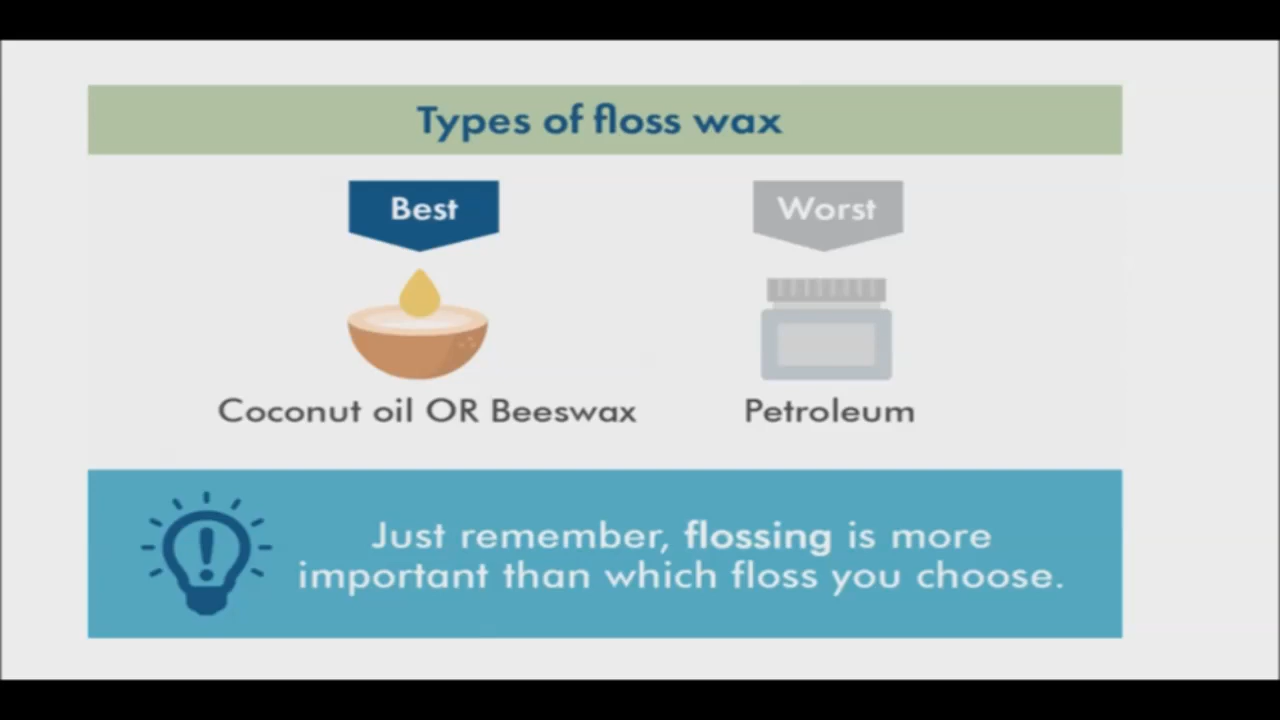 Types of floss wax
Best
Worst
Coconut oil OR Beeswax
Petroleum
Just remember, flossing is more
important than which floss you choose.